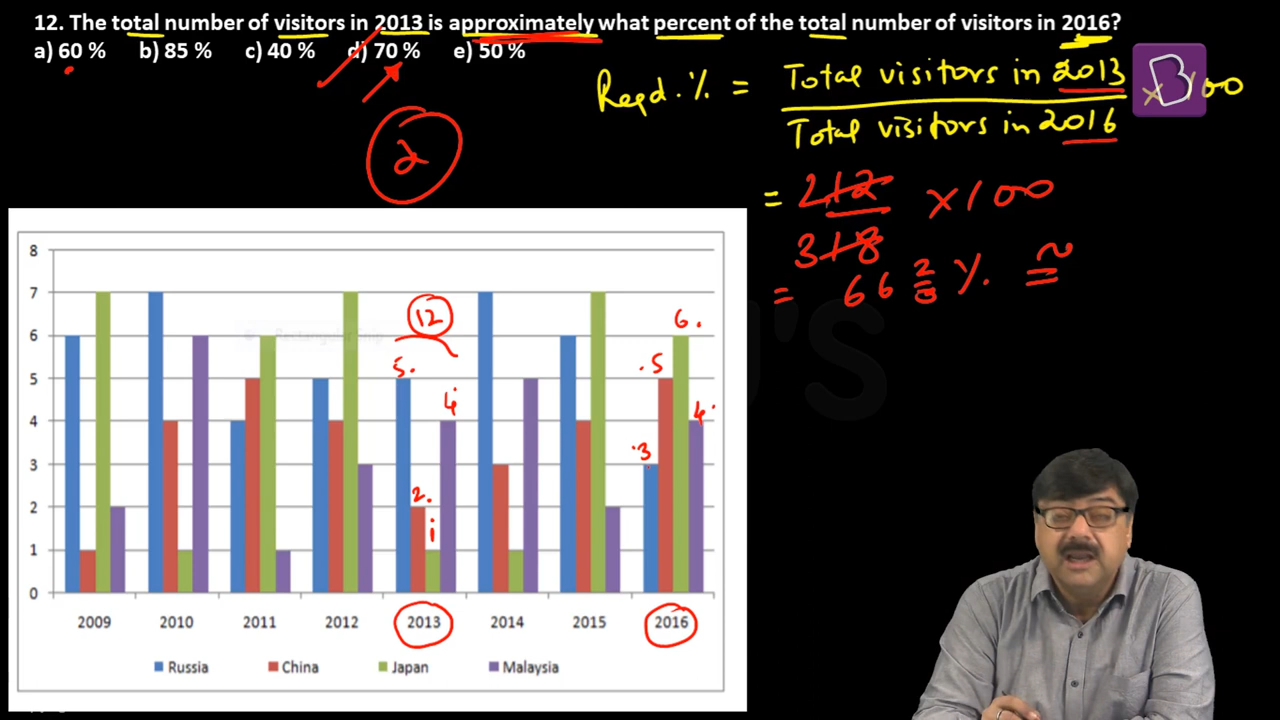 12. The total number of visitors in 2013 is approximately what percent of the total number of visitors in 2016?
a) 60 % b) 85 % c) 40 % d) 70 % e) 50 %
Reqd. % = Total visitors in 2013 × 100
Total visitors in 2016
2
= 2 12 × 100
3 18
= 66 2/3 % ≅
8
7
6
5
4
3
2
1
0
12
5.
2.
1
4
.3
.5
6.
4.
2009 2010 2011 2012 2013 2014 2015 2016
Russia China Japan Malaysia
B
'S